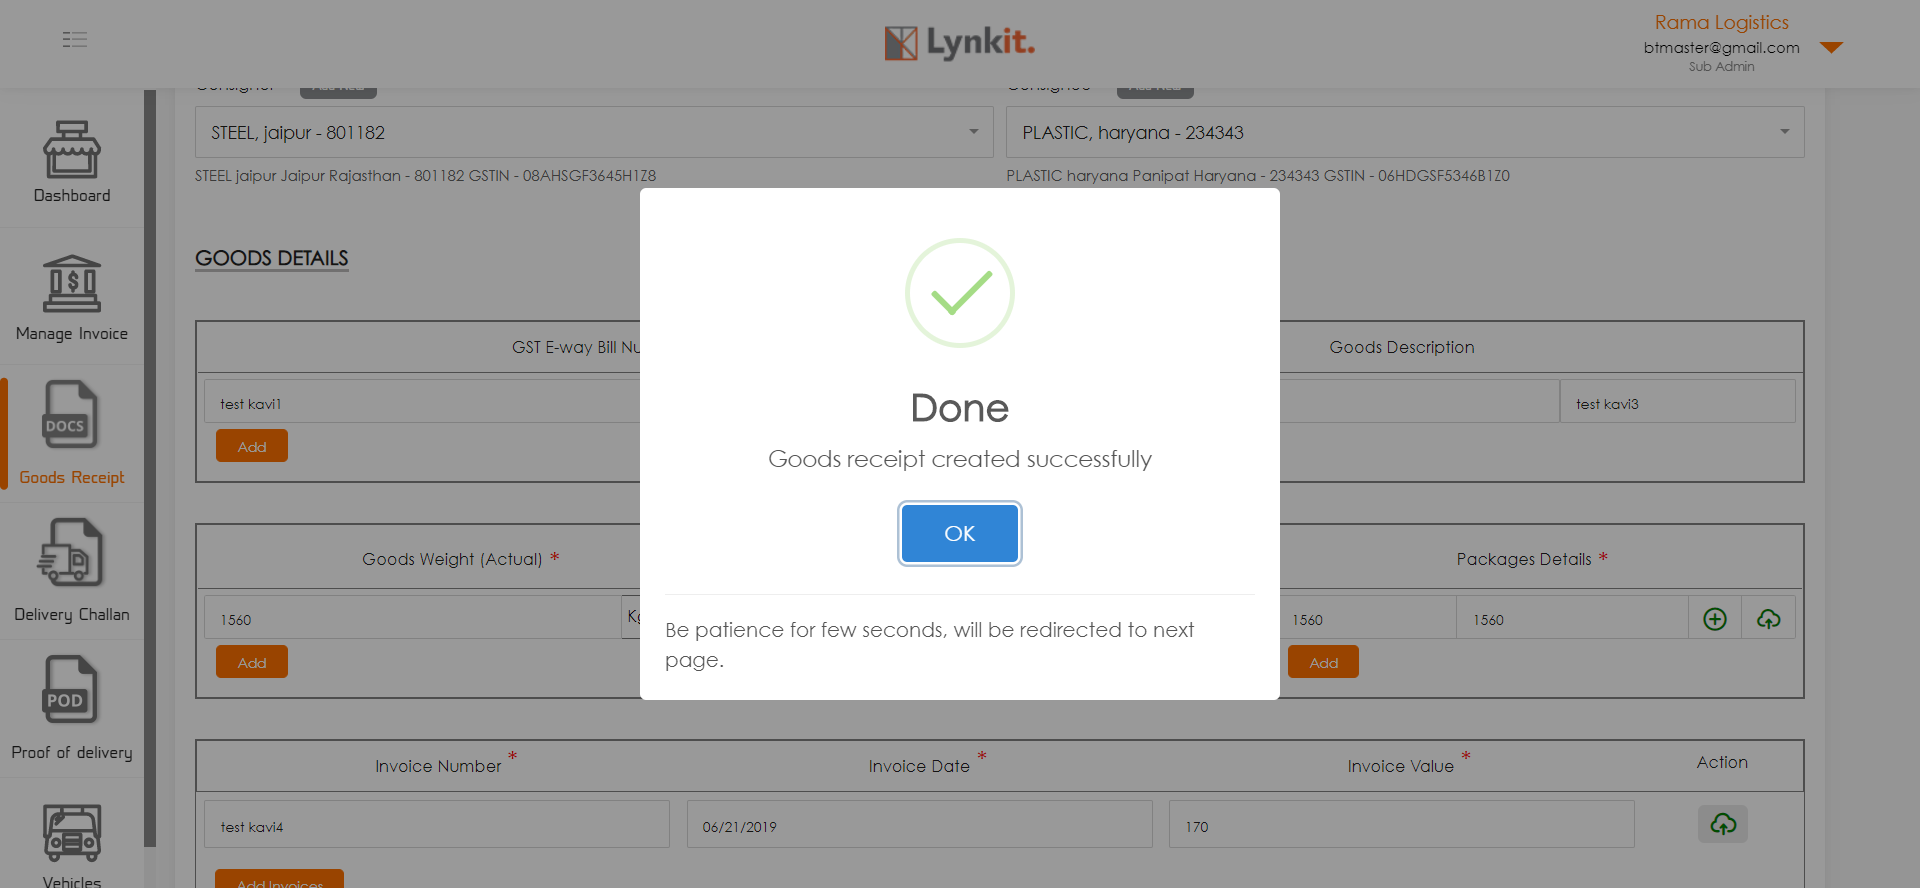 Lynkit.
Rama Logistics
btmaster@gmail.com
Sub Admin
Dashboard
Manage Invoice
DOCS
Goods Receipt
Delivery Challan
POD
Proof of delivery
Vehicles
STEEL, jaipur - 801182
PLASTIC, haryana - 234343
STEEL jaipur Jaipur Rajasthan - 801182 GSTIN - 08AHSGF3645H1Z8
PLASTIC haryana Panipat Haryana - 234343 GSTIN - 06HDGSF5346B1Z0
GOODS DETAILS
GST E-way Bill
Goods Description
test kavi1
test kavi3
Add
Done
Goods receipt created successfully
OK
Be patience for few seconds, will be redirected to next
page.
Goods Weight (Actual) *
Packages Details *
1560
1560
1560
Add
Add
Invoice Number *
Invoice Date *
Invoice Value *
Action
test kavi4
06/21/2019
170
Add Invoices